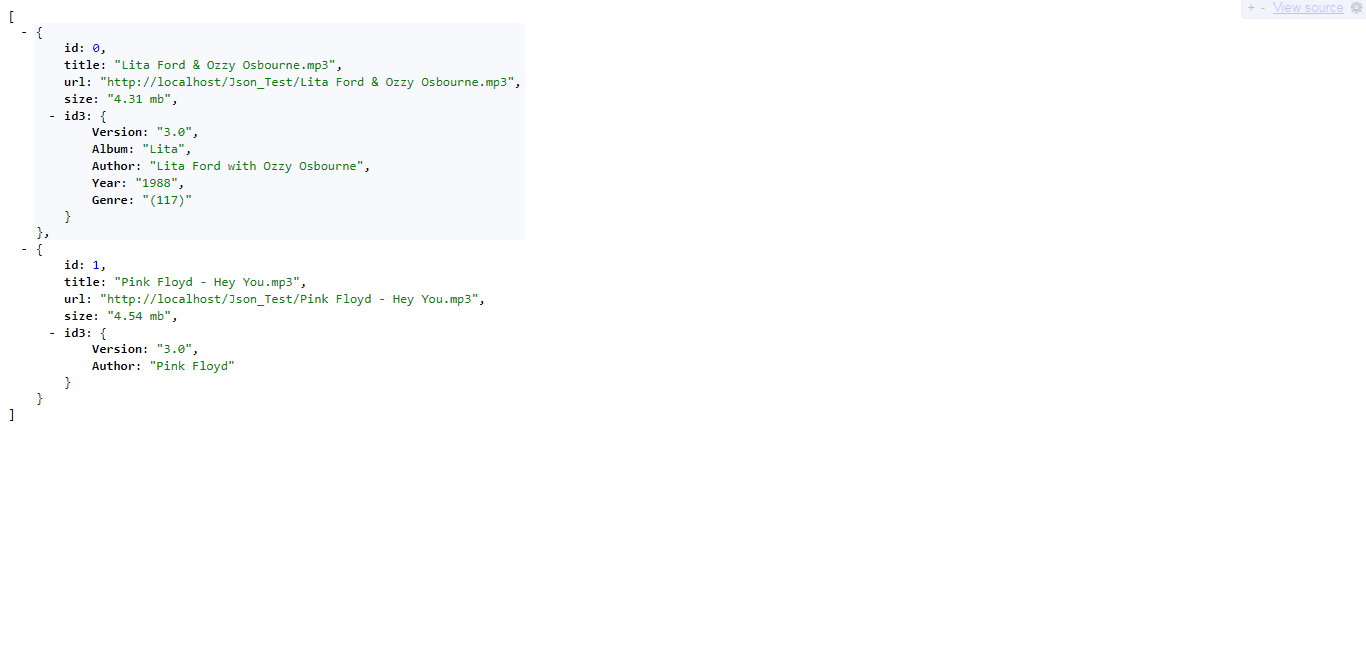 + - View source
[
- {
id: 0,
title: "Lita Ford & Ozzy Osbourne.mp3",
url: "http://localhost/Json_Test/Lita Ford & Ozzy Osbourne.mp3",
size: "4.31 mb",
- id3: {
Version: "3.0",
Album: "Lita",
Author: "Lita Ford with Ozzy Osbourne",
Year: "1988",
Genre: "(117)"
}
},
- {
id: 1,
title: "Pink Floyd - Hey You.mp3",
url: "http://localhost/Json_Test/Pink Floyd - Hey You.mp3",
size: "4.54 mb",
- id3: {
Version: "3.0",
Author: "Pink Floyd"
}
}
]